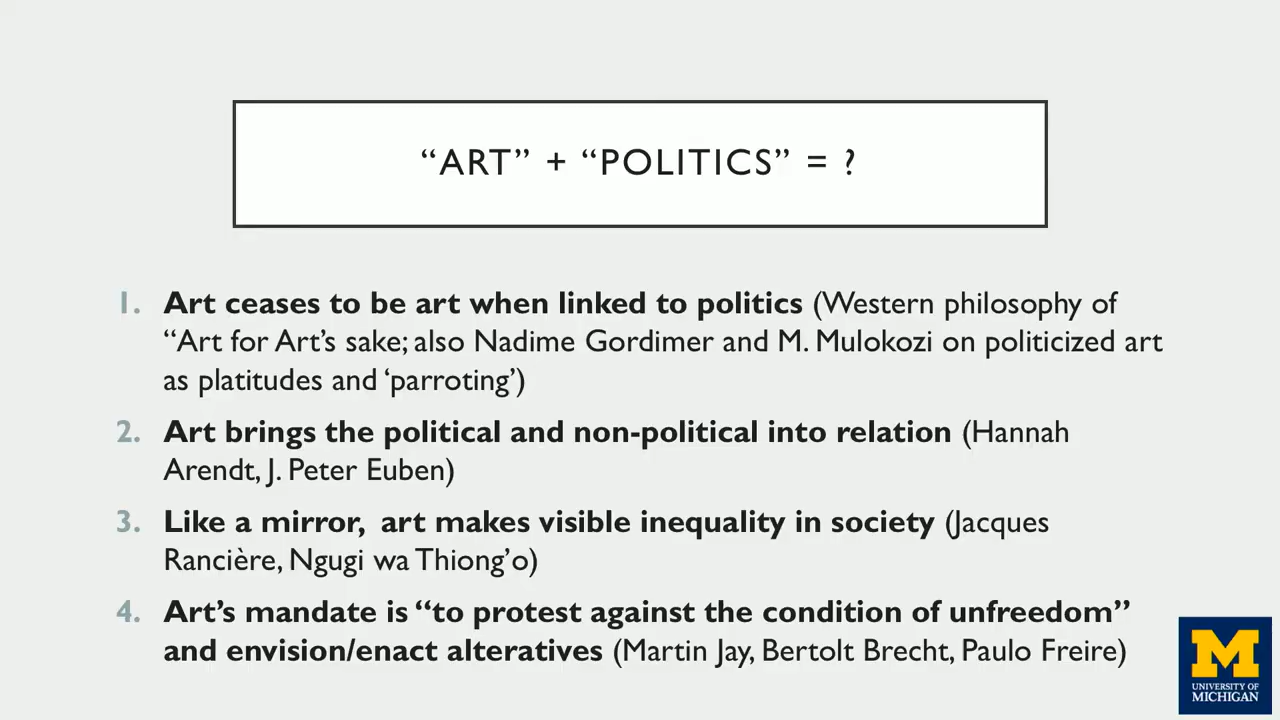 “ART” + “POLITICS” = ?
1. Art ceases to be art when linked to politics (Western philosophy of
“Art for Art’s sake; also Nadime Gordimer and M. Mulokozi on politicized art
as platitudes and ‘parroting’)
2. Art brings the political and non-political into relation (Hannah
Arendt, J. Peter Euben)
3. Like a mirror, art makes visible inequality in society (Jacques
Rancière, Ngugi wa Thiong’o)
4. Art’s mandate is “to protest against the condition of unfreedom”
and envision/enact alteratives (Martin Jay, Bertolt Brecht, Paulo Freire)
M
UNIVERSITY OF
MICHIGAN